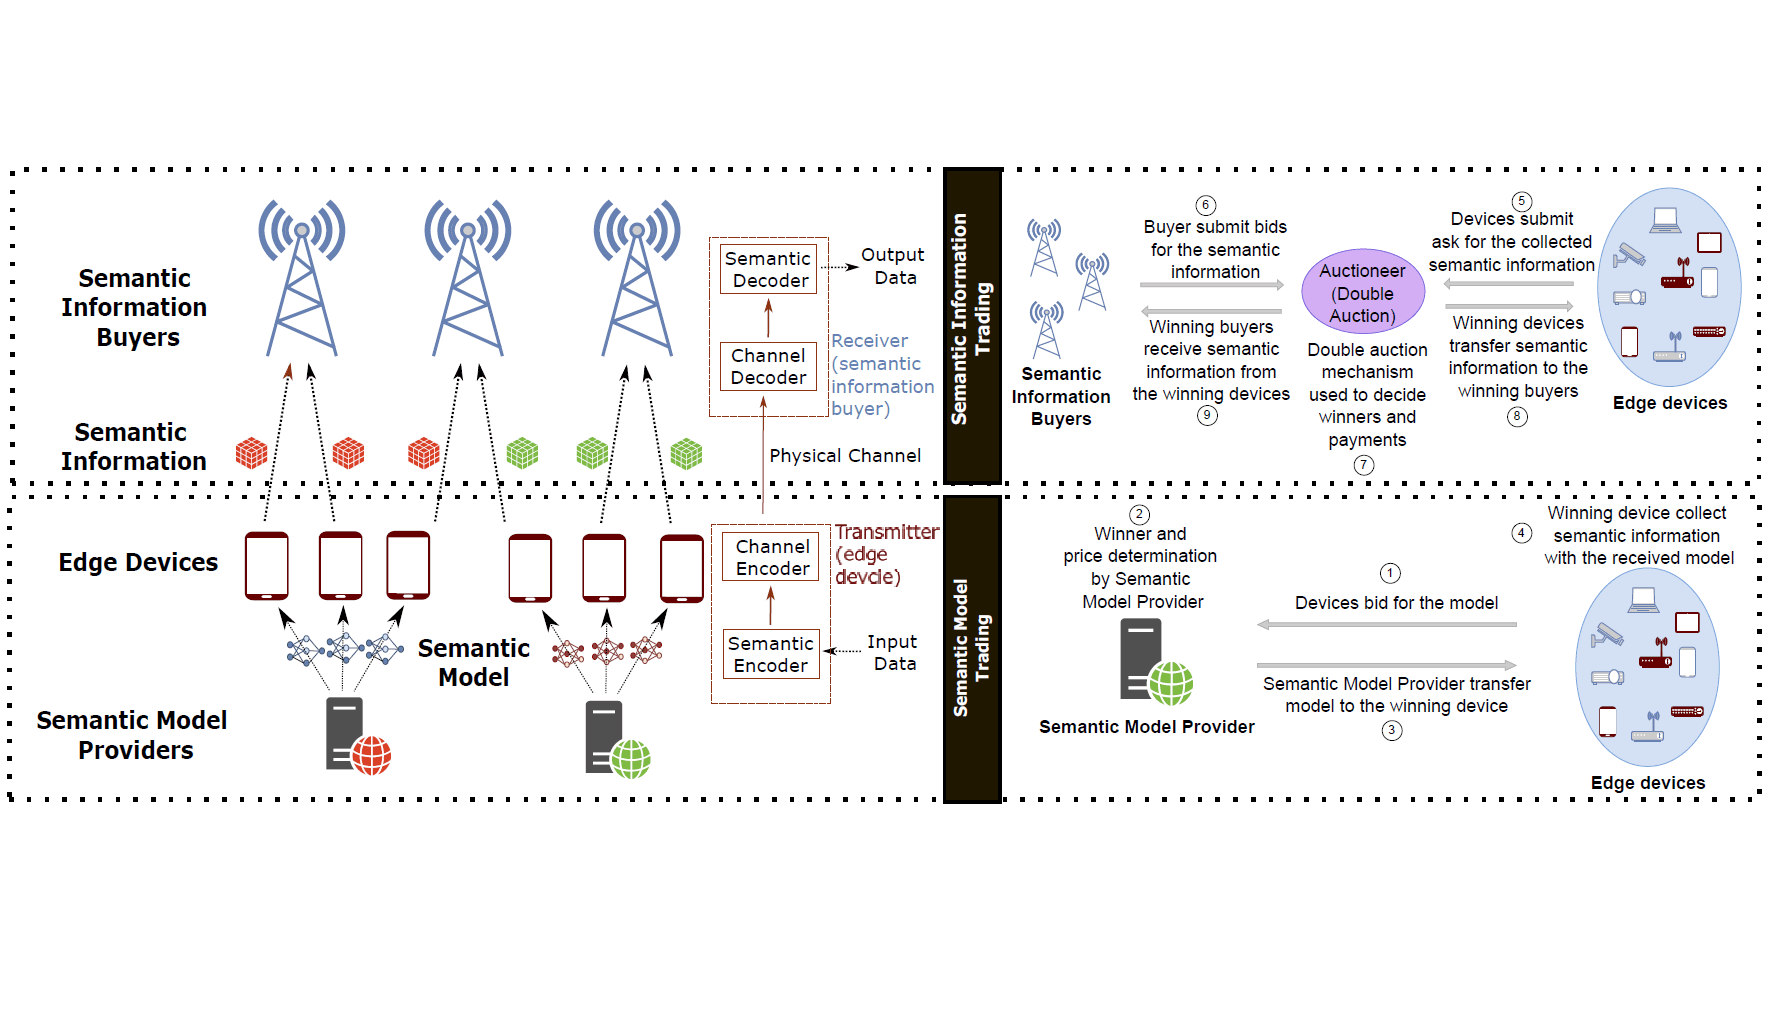 Semantic
Information
Buyers
Semantic
Information
Edge Devices
Semantic
Model
Semantic Model
Providers
Semantic
Decoder
Output
Data
Channel
Decoder
Receiver
(semantic
information
buyer)
Physical Channel
Channel
Encoder
Transmitter
(edge
devcie)
Semantic
Encoder
Input
Data
Semantic Information
Trading
Semantic Model
Trading
Semantic
Information
Buyers
6
Buyer submit bids
for the semantic
information
Winning buyers
receive semantic
information from
the winning devices
9
Auctioneer
(Double
Auction)
Double auction
mechanism
used to decide
winners and
payments
7
5
Devices submit
ask for the collected
semantic information
Winning devices
transfer semantic
information to the
winning buyers
8
Edge devices
2
Winner and
price determination
by Semantic
Model Provider
Semantic Model Provider
1
Devices bid for the model
Semantic Model Provider transfer
model to the winning device
3
4
Winning device collect
semantic information
with the received model
Edge devices